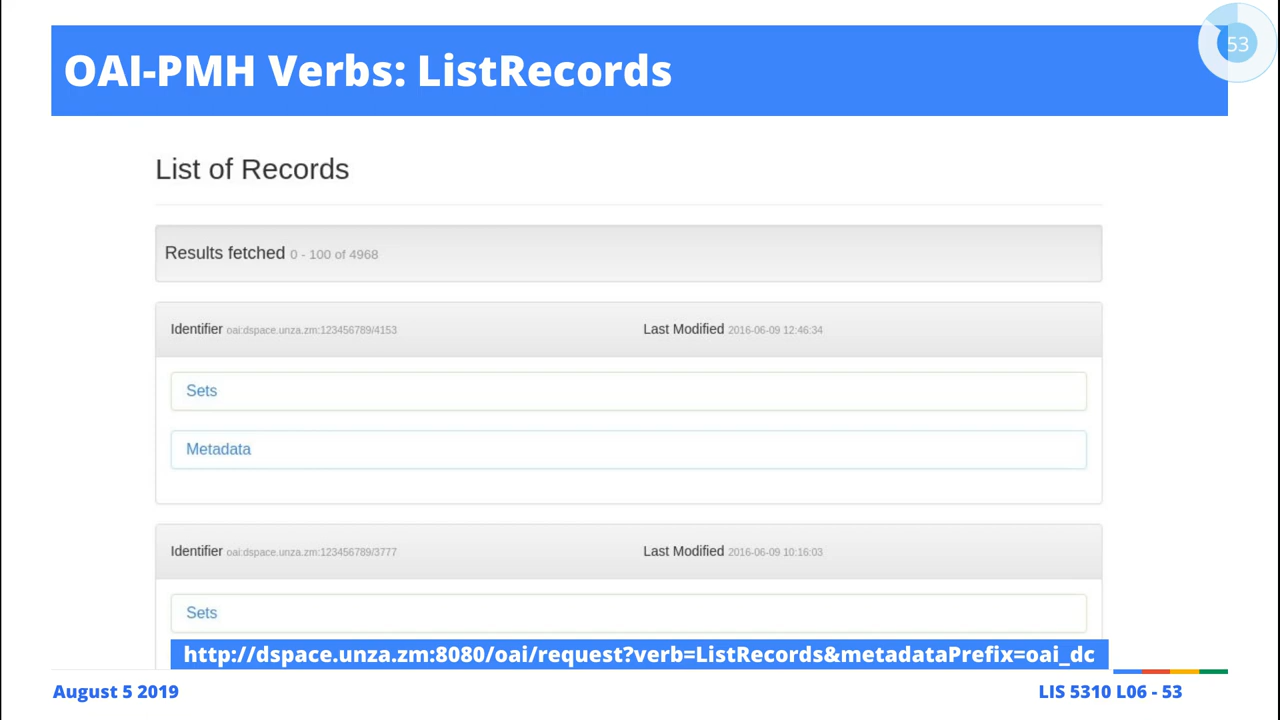 53
OAI-PMH Verbs: ListRecords
List of Records
Results fetched 0 - 100 of 4968
Identifier oai:dspace.unza.zm:123456789/4153 Last Modified 2016-06-09 12:46:34
Sets
Metadata
Identifier oai:dspace.unza.zm:123456789/3777 Last Modified 2016-06-09 10:16:03
Sets
http://dspace.unza.zm:8080/oai/request?verb=ListRecords&metadataPrefix=oai_dc
August 5 2019 LIS 5310 L06 - 53